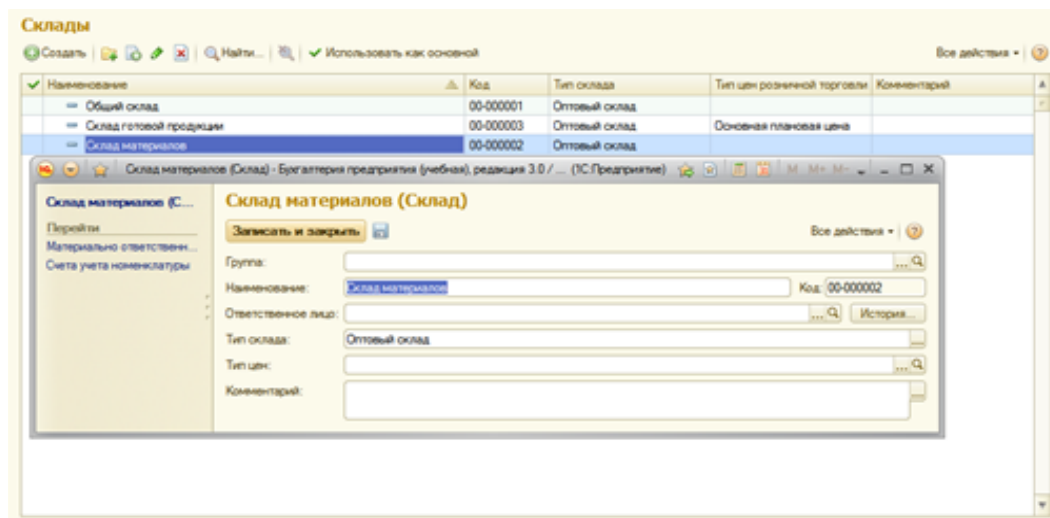 Склады
Создать Найти... Использовать как основной Все действия
Наименование Код Тип склада Тип цен розничной торговли Комментарий
Общий склад 00-000001 Оптовый склад
Склад готовой продукции 00-000003 Оптовый склад Основная плановая цена
Склад материалов 00-000002 Оптовый склад
Склад материалов (Склад) - Бухгалтерия предприятия (учебная), редакция 3.0 / ... (1С:Предприятие) M M+ M-
Склад материалов (С... Склад материалов (Склад)
Перейти Записать и закрыть Все действия
Материально ответственн...
Счета учета номенклатуры Группа:
Наименование: Склад материалов Код: 00-000002
Ответственное лицо: История...
Тип склада: Оптовый склад
Тип цен:
Комментарий: